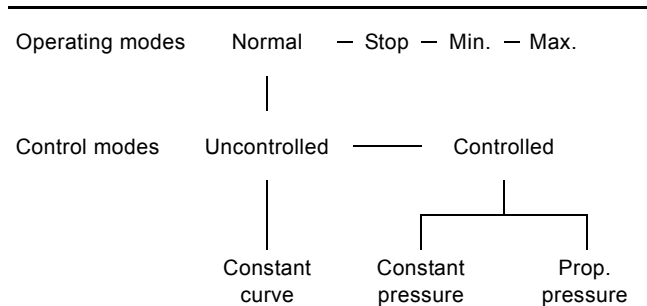 Operating modes Normal – Stop – Min. – Max.
Control modes Uncontrolled Controlled
Constant curve
Constant pressure
Prop. pressure